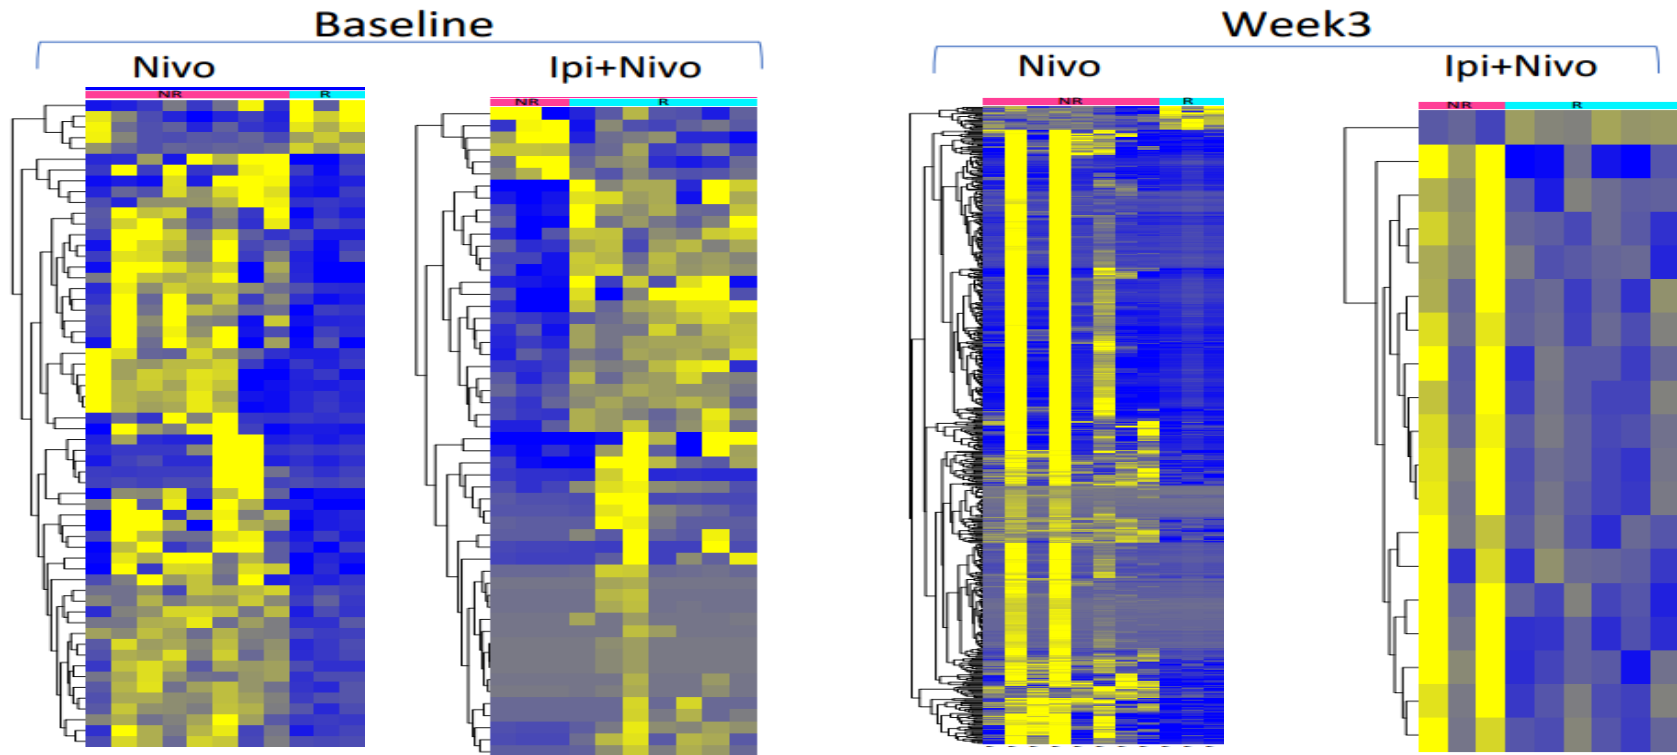 Baseline
Week3
Nivo
Ipi+Nivo
Nivo
Ipi+Nivo
NR R
NR R
NR R
NR R